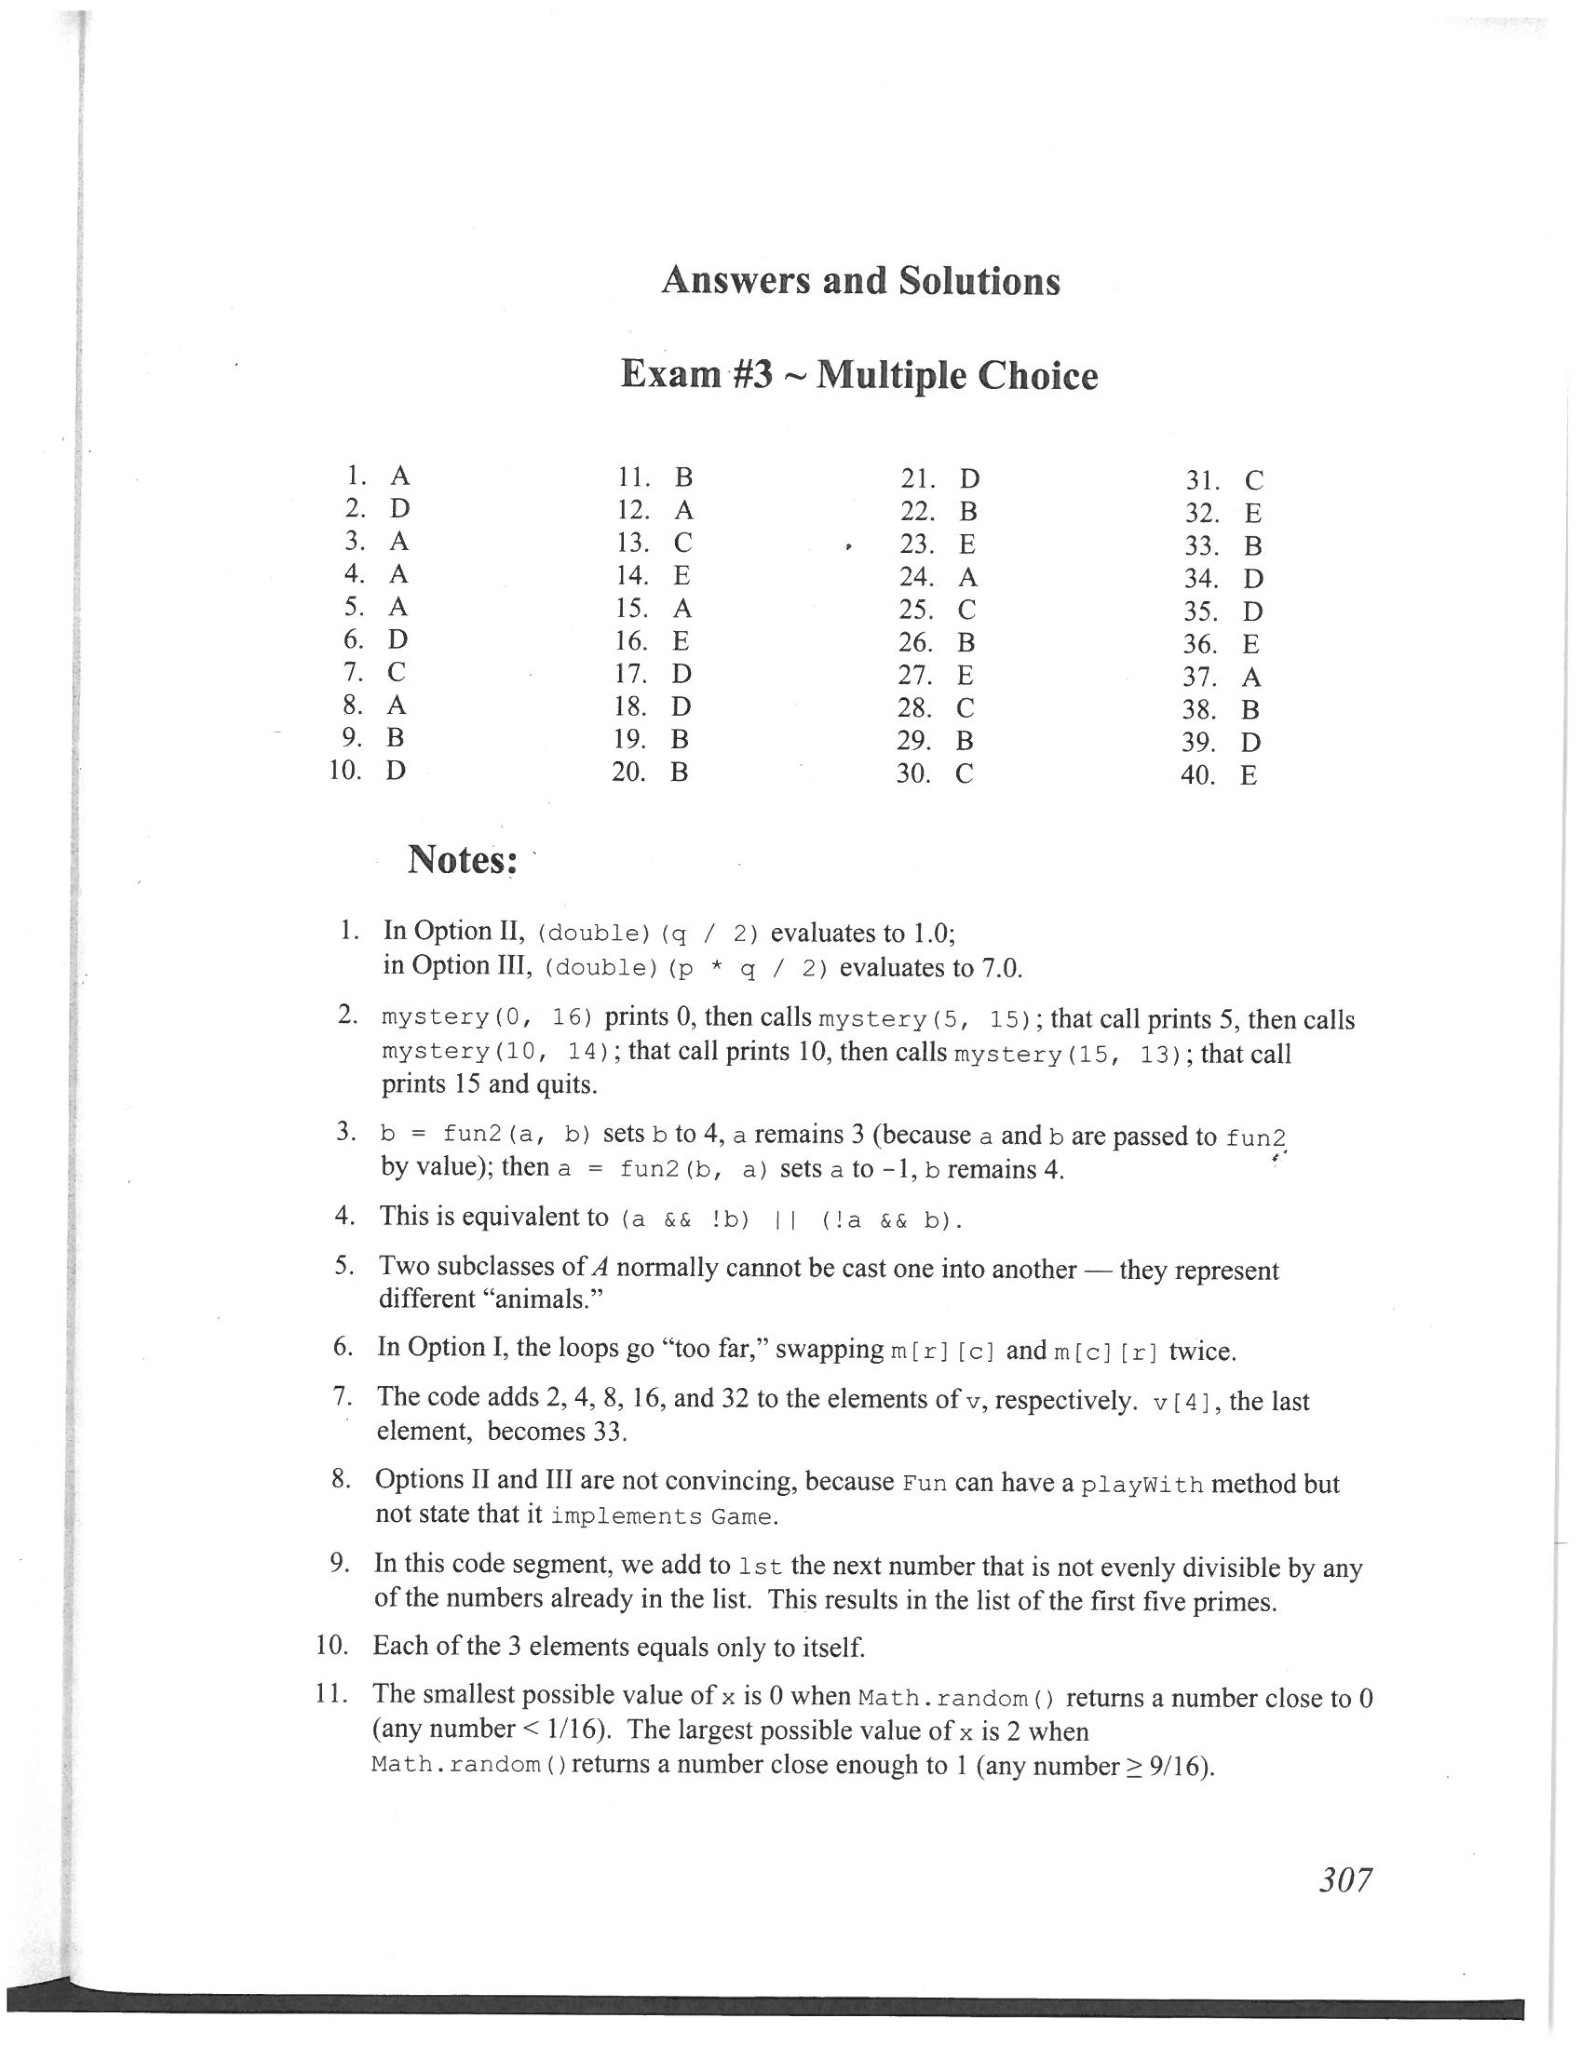 Answers and Solutions
Exam #3 ~ Multiple Choice
1. A 11. B 21. D 31. C
2. D 12. A 22. B 32. E
3. A 13. C 23. E 33. B
4. A 14. E 24. A 34. D
5. A 15. A 25. C 35. D
6. D 16. E 26. B 36. E
7. C 17. D 27. E 37. A
8. A 18. D 28. C 38. B
9. B 19. B 29. B 39. D
10. D 20. B 30. C 40. E
Notes:
1. In Option II, (double)(q / 2) evaluates to 1.0;
in Option III, (double)(p * q / 2) evaluates to 7.0.
2. mystery(0, 16) prints 0, then calls mystery(5, 15); that call prints 5, then calls
mystery(10, 14); that call prints 10, then calls mystery(15, 13); that call
prints 15 and quits.
3. b = fun2(a, b) sets b to 4, a remains 3 (because a and b are passed to fun2
by value); then a = fun2(b, a) sets a to −1, b remains 4.
4. This is equivalent to (a && !b) || (!a && b).
5. Two subclasses of A normally cannot be cast one into another — they represent
different “animals.”
6. In Option I, the loops go “too far,” swapping m[r][c] and m[c][r] twice.
7. The code adds 2, 4, 8, 16, and 32 to the elements of v, respectively. v[4], the last
element, becomes 33.
8. Options II and III are not convincing, because Fun can have a playWith method but
not state that it implements Game.
9. In this code segment, we add to lst the next number that is not evenly divisible by any
of the numbers already in the list. This results in the list of the first five primes.
10. Each of the 3 elements equals only to itself.
11. The smallest possible value of x is 0 when Math.random() returns a number close to 0
(any number < 1/16). The largest possible value of x is 2 when
Math.random() returns a number close enough to 1 (any number ≥ 9/16).
307